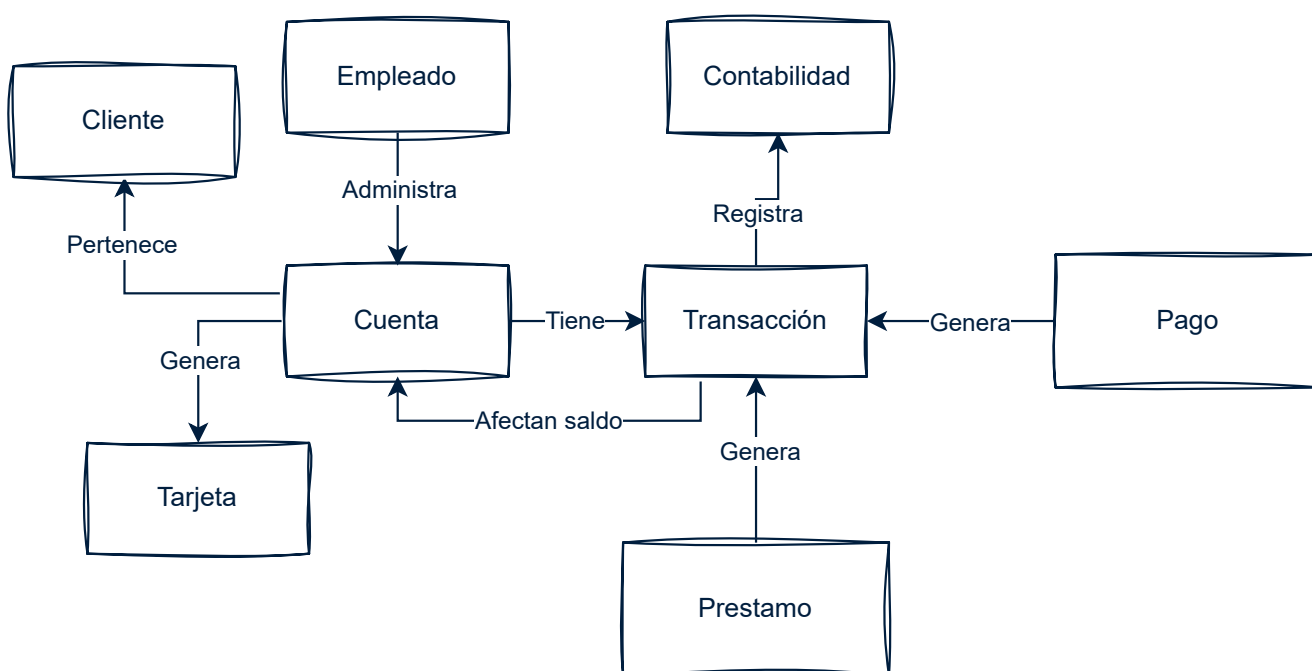 Empleado
Contabilidad
Cliente
Administra
Registra
Pertenece
Cuenta
Tiene
Transacción
Genera
Pago
Genera
Afectan saldo
Genera
Tarjeta
Prestamo